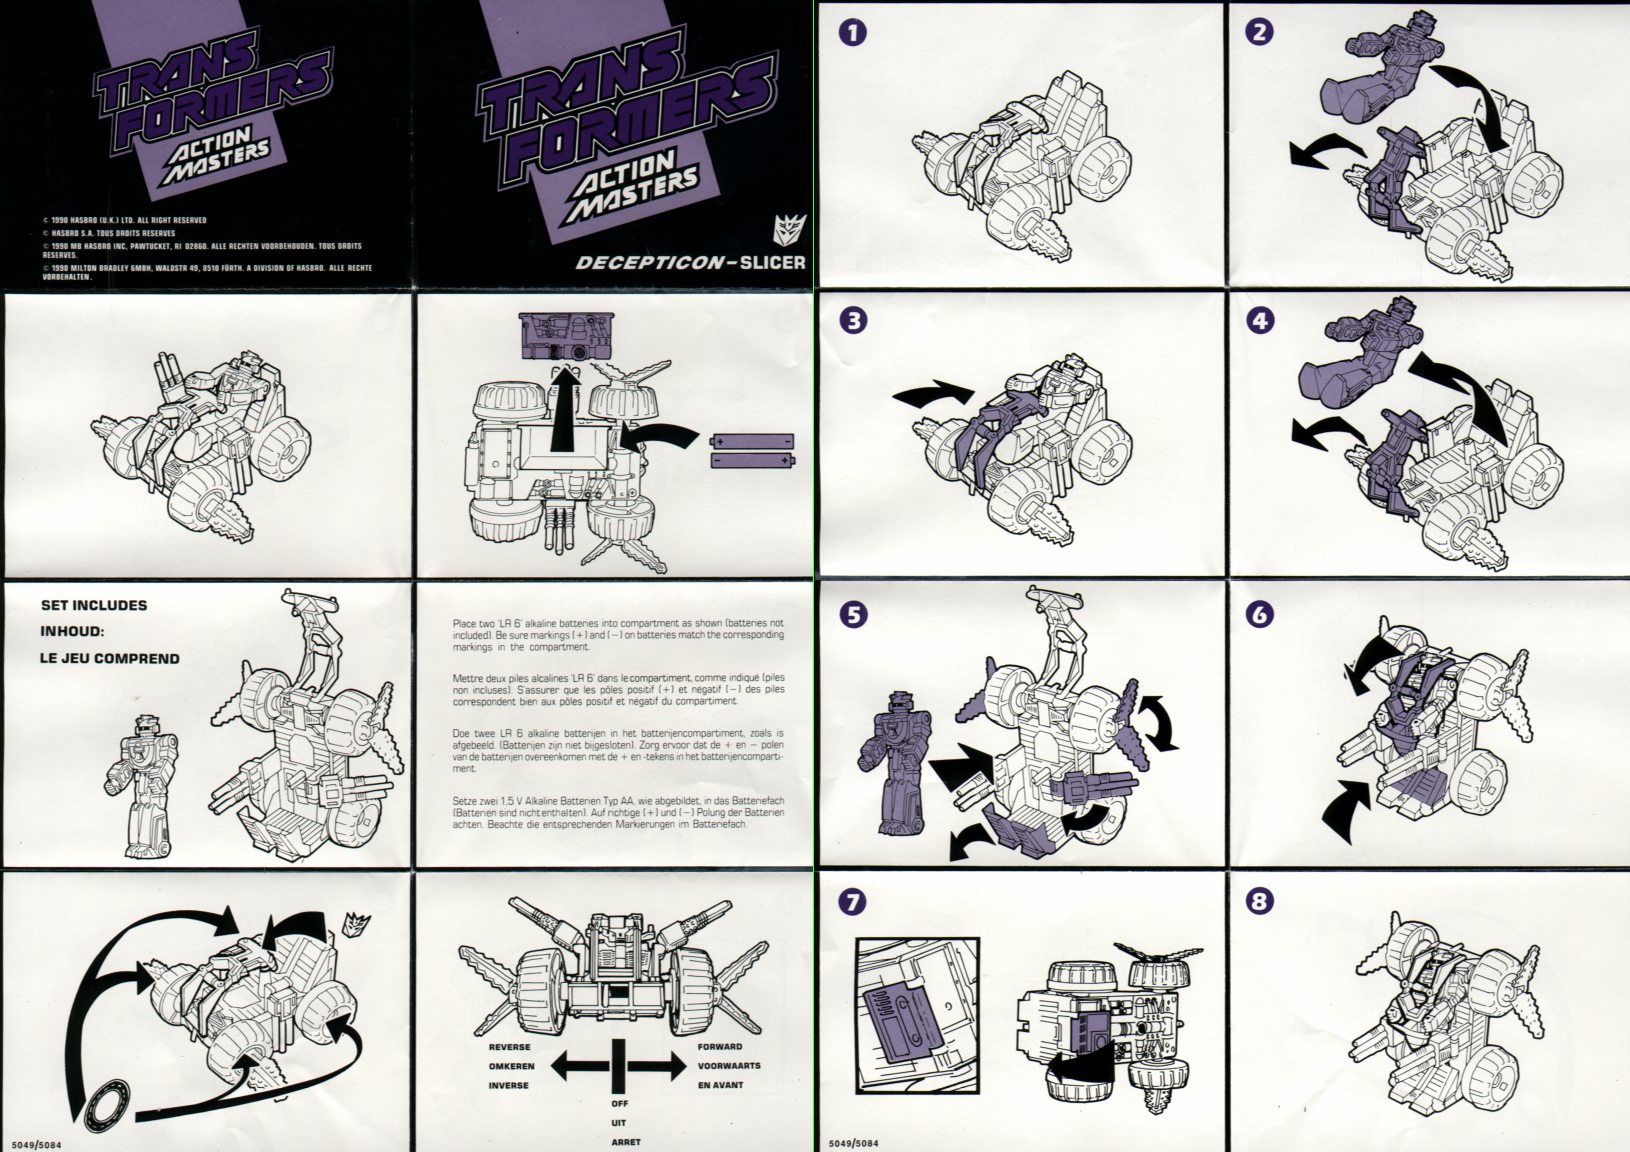 TRANS
FORMERS
ACTION
MASTERS
© 1990 HASBRO (U.K.) LTD. ALL RIGHT RESERVED
© HASBRO S.A. TOUS DROITS RESERVES
© 1990 MB HASBRO INC, PAWTUCKET, RI 02860. ALLE RECHTEN VOORBEHOUDEN. TOUS DROITS
RESERVES.
© 1990 MILTON BRADLEY GMBH, WALDSTR 49, 8510 FÜRTH. A DIVISION OF HASBRO. ALLE RECHTE
VORBEHALTEN.
TRANS
FORMERS
ACTION
MASTERS
DECEPTICON–SLICER
+ −
− +
SET INCLUDES
INHOUD:
LE JEU COMPREND
Place two 'LR 6' alkaline batteries into compartment as shown (batteries not
included). Be sure markings (+) and (−) on batteries match the corresponding
markings in the compartment.
Mettre deux piles alcalines 'LR 6' dans le compartiment, comme indiqué (piles
non incluses). S'assurer que les pôles positif (+) et négatif (−) des piles
correspondent bien aux pôles positif et négatif du compartiment.
Doe twee LR 6 alkaline batterijen in het batterijencompartiment, zoals is
afgebeeld. (Batterijen zijn niet bijgesloten). Zorg ervoor dat de + en − polen
van de batterijen overeenkomen met de + en -tekens in het batterijencomparti-
ment.
Setze zwei 1,5 V Alkaline Batterien Typ AA, wie abgebildet, in das Batteriefach
(Batterien sind nicht enthalten). Auf richtige (+) und (−) Polung der Batterien
achten. Beachte die entsprechenden Markierungen im Batteriefach.
5049/5084
REVERSE
OMKEREN
INVERSE
FORWARD
VOORWAARTS
EN AVANT
OFF
UIT
ARRET
1
2
3
4
5
6
7
8
5049/5084